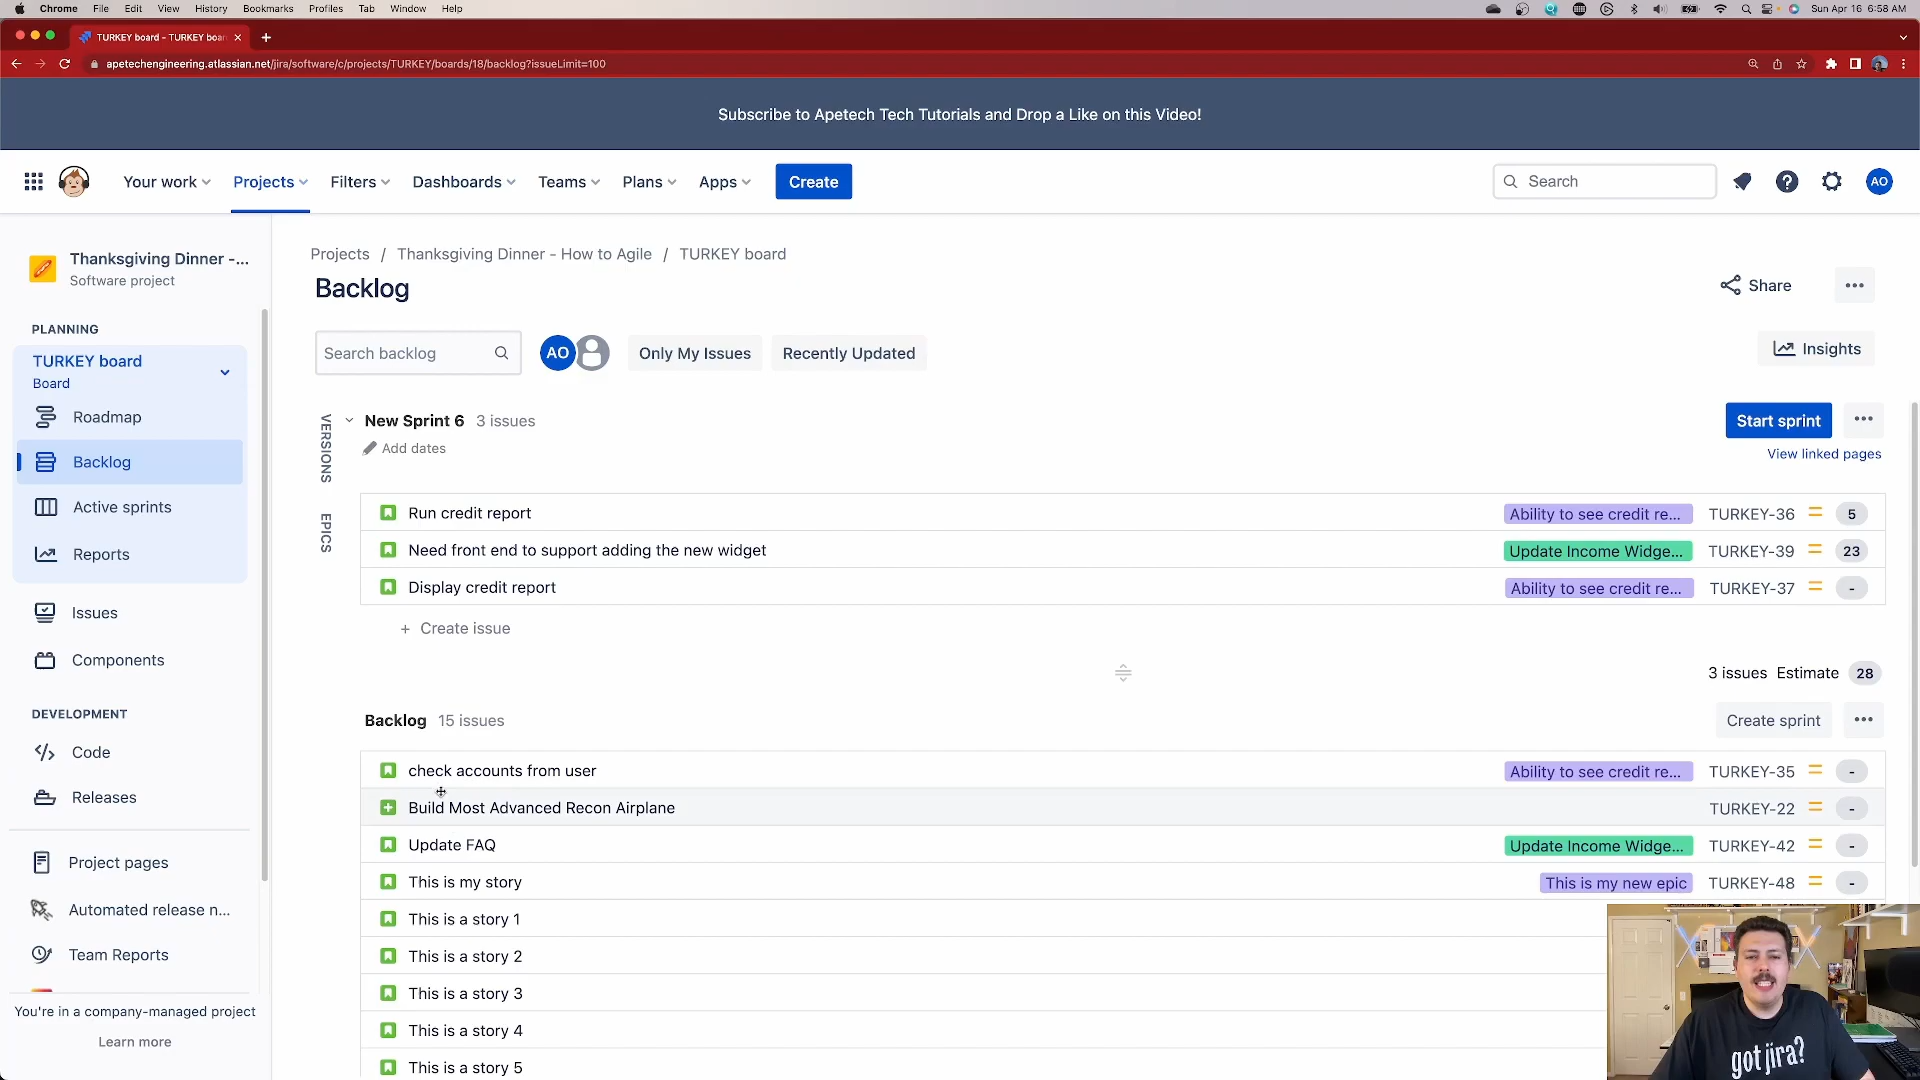 Chrome File Edit View History Bookmarks Profiles Tab Window Help
Sun Apr 16 6:58 AM
TURKEY board - TURKEY boar
apetechengineering.atlassian.net/jira/software/c/projects/TURKEY/boards/18/backlog?issueLimit=100
Subscribe to Apetech Tech Tutorials and Drop a Like on this Video!
Your work Projects Filters Dashboards Teams Plans Apps Create
Search
AO
Thanksgiving Dinner -...
Software project
PLANNING
TURKEY board
Board
Roadmap
Backlog
Active sprints
Reports
Issues
Components
DEVELOPMENT
Code
Releases
Project pages
Automated release n...
Team Reports
You're in a company-managed project
Learn more
Projects / Thanksgiving Dinner - How to Agile / TURKEY board
Backlog
Share
Search backlog
AO
Only My Issues
Recently Updated
Insights
VERSIONS
EPICS
New Sprint 6 3 issues
Add dates
Start sprint
View linked pages
Run credit report Ability to see credit re... TURKEY-36 5
Need front end to support adding the new widget Update Income Widge... TURKEY-39 23
Display credit report Ability to see credit re... TURKEY-37 -
+ Create issue
3 issues Estimate 28
Backlog 15 issues
Create sprint
check accounts from user Ability to see credit re... TURKEY-35 -
Build Most Advanced Recon Airplane TURKEY-22 -
Update FAQ Update Income Widge... TURKEY-42 -
This is my story This is my new epic TURKEY-48 -
This is a story 1
This is a story 2
This is a story 3
This is a story 4
This is a story 5
got jira?